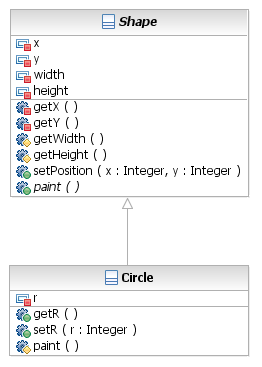 Shape
x
y
width
height
getX ( )
getY ( )
getWidth ( )
getHeight ( )
setPosition ( x : Integer, y : Integer )
paint ( )
Circle
r
getR ( )
setR ( r : Integer )
paint ( )